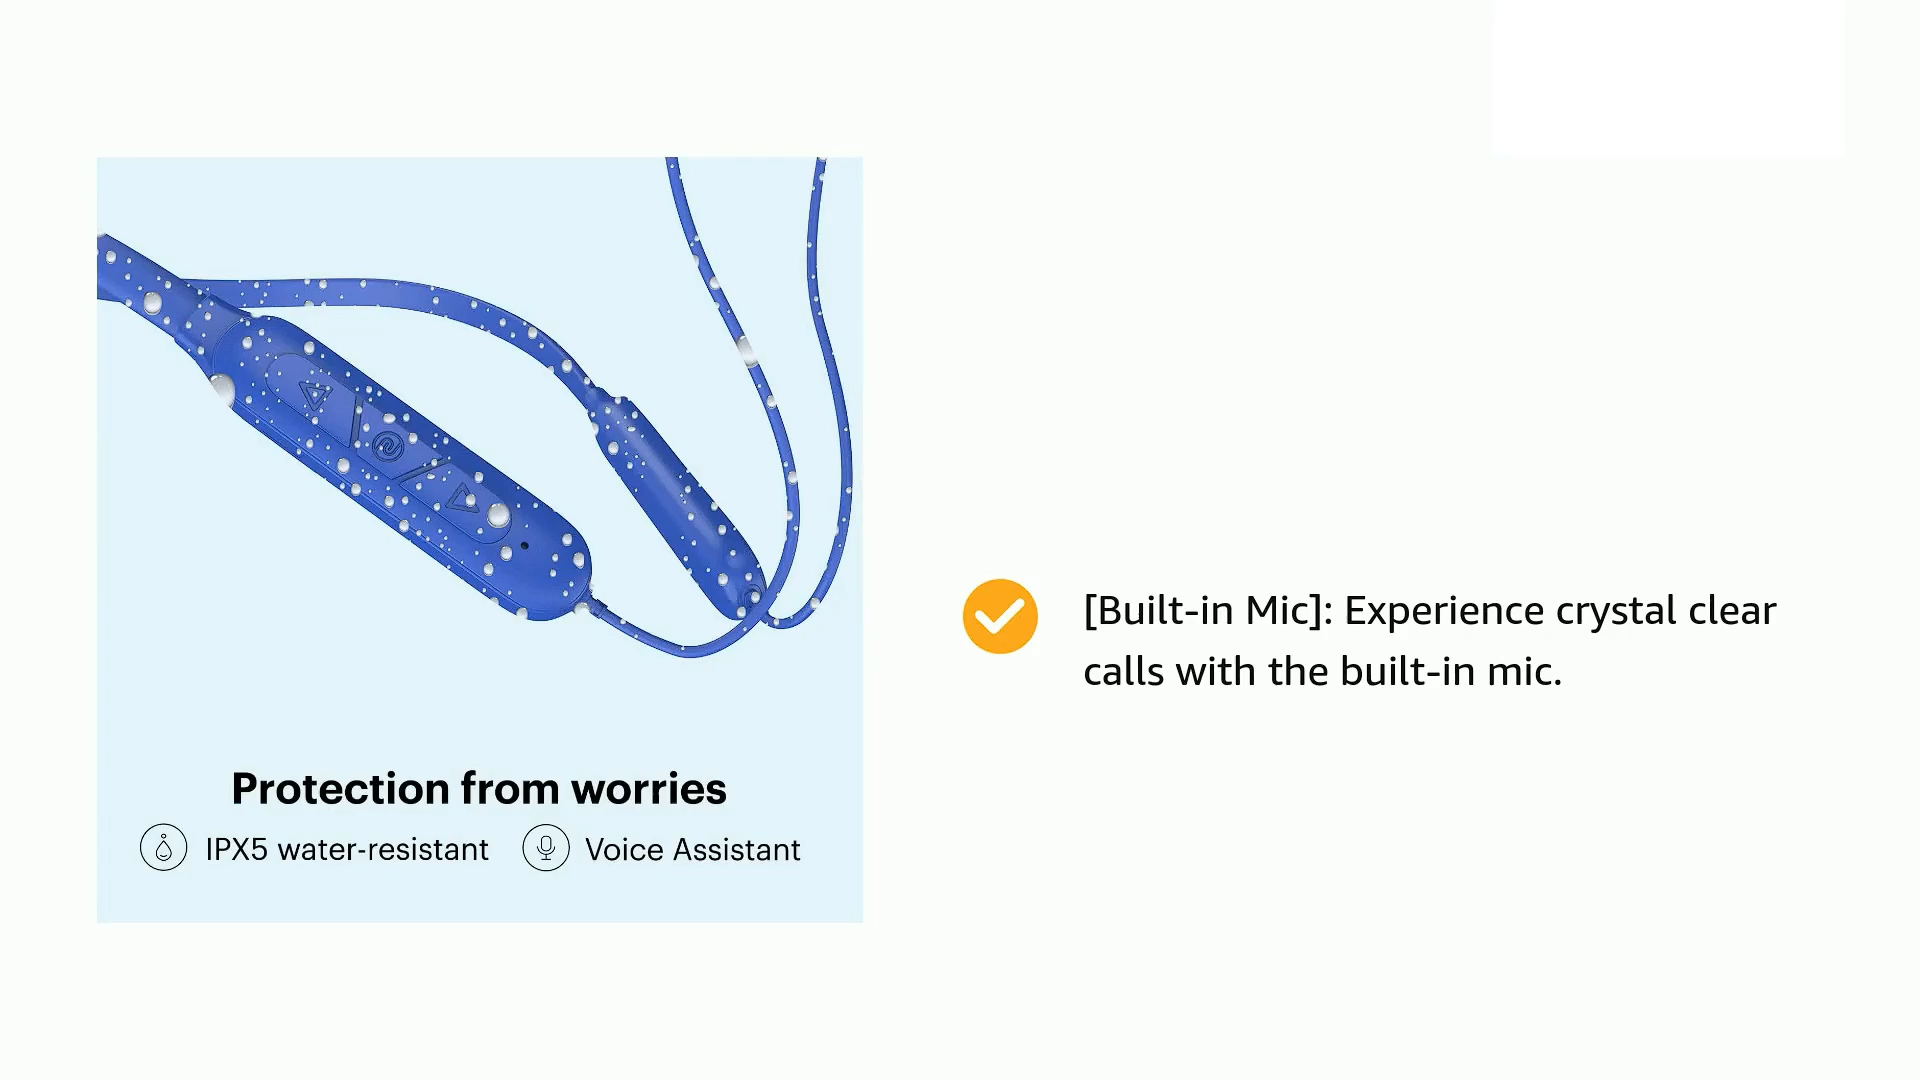 Protection from worries
IPX5 water-resistant
Voice Assistant
[Built-in Mic]: Experience crystal clear
calls with the built-in mic.